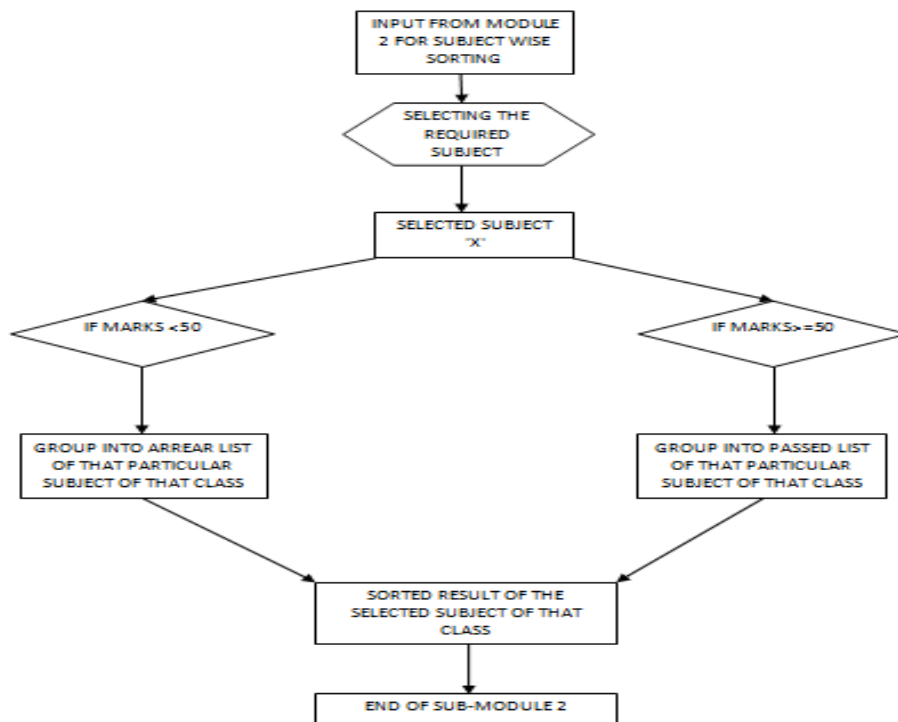 INPUT FROM MODULE
2 FOR SUBJECT WISE
SORTING
SELECTING THE
REQUIRED
SUBJECT
SELECTED SUBJECT
"X"
IF MARKS <50
IF MARKS>=50
GROUP INTO ARREAR LIST
OF THAT PARTICULAR
SUBJECT OF THAT CLASS
GROUP INTO PASSED LIST
OF THAT PARTICULAR
SUBJECT OF THAT CLASS
SORTED RESULT OF THE
SELECTED SUBJECT OF THAT
CLASS
END OF SUB-MODULE 2